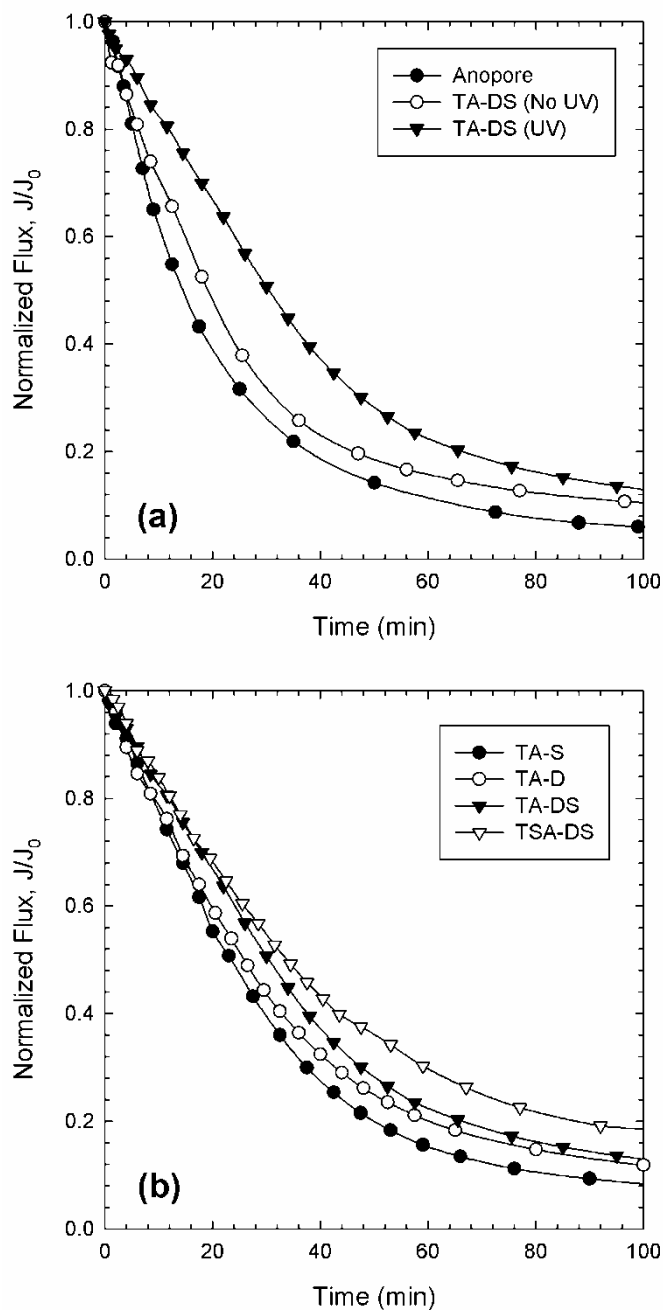 1.0
0.8
0.6
0.4
0.2
0.0
Normalized Flux, J/J0
Anopore
TA-DS (No UV)
TA-DS (UV)
(a)
0 20 40 60 80 100
Time (min)
1.0
0.8
0.6
0.4
0.2
0.0
Normalized Flux, J/J0
TA-S
TA-D
TA-DS
TSA-DS
(b)
0 20 40 60 80 100
Time (min)